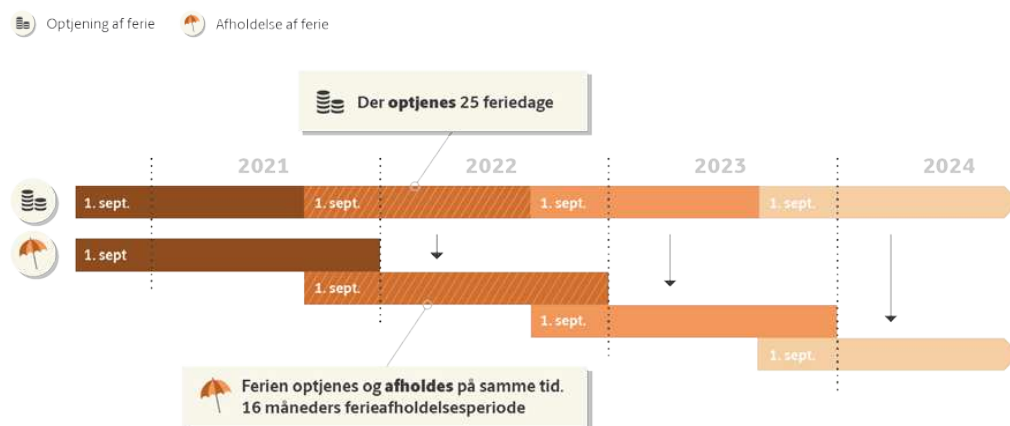 Optjening af ferie
Afholdelse af ferie
Der optjenes 25 feriedage
2021
2022
2023
2024
1. sept.
1. sept.
1. sept.
1. sept.
1. sept
1. sept.
1. sept.
1. sept.
Ferien optjenes og afholdes på samme tid.
16 måneders ferieafholdelsesperiode